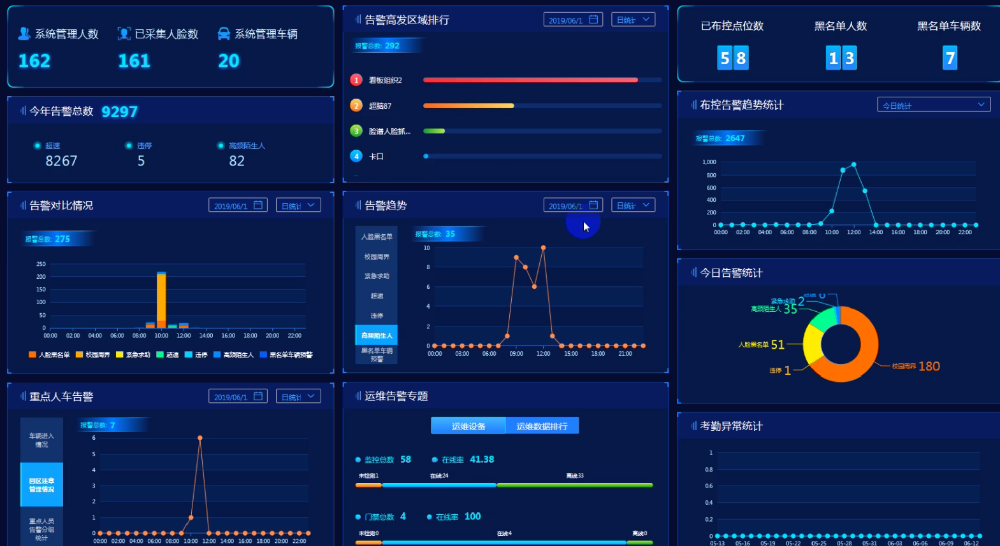 系统管理人数
已采集人脸数
系统管理车辆
162
161
20
今年告警总数 9297
超速
违停
高频陌生人
8267
5
82
告警对比情况
2019/06/1
日统计
报警总数: 275
250
200
150
100
50
0
00:00 02:00 04:00 06:00 08:00 10:00 12:00 14:00 16:00 18:00 20:00 22:00
人脸黑名单 校园周界 紧急求助 超速 违停 高频陌生人 黑名单车辆预警
重点人车告警
2019/06/1
日统计
车辆进入
情况
园区违章
管理情况
重点人员
告警分组
统计
报警总数: 7
6
5
4
3
2
1
0
00:00 02:00 04:00 06:00 08:00 10:00 12:00 14:00 16:00 18:00 20:00 22:00
告警高发区域排行
2019/06/1
日统计
报警总数: 292
1 看板组织2
2 超脑87
3 脸谱人脸抓...
4 卡口
告警趋势
2019/06/1
日统计
人脸黑名单
校园周界
紧急求助
超速
违停
高频陌生人
黑名单车辆
预警
报警总数: 35
10
8
6
4
2
0
00:00 03:00 06:00 09:00 12:00 15:00 18:00 21:00
运维告警专题
运维设备 运维数据排行
监控总数 58 在线率 41.38
未检测:1 在线:24 离线:33
门禁总数 4 在线率 100
未检测:0 在线:4 离线:0
已布控点位数
黑名单人数
黑名单车辆数
58
13
7
布控告警趋势统计
今日统计
报警总数: 2647
1,000
800
600
400
200
0
00:00 02:00 04:00 06:00 08:00 10:00 12:00 14:00 16:00 18:00 20:00 22:00
今日告警统计
紧急求助 2
高频陌生人 35
人脸黑名单 51
违停 1
校园周界 180
考勤异常统计
1
0.8
0.6
0.4
0.2
0
05-13 05-16 05-19 05-22 05-25 05-28 05-31 06-03 06-06 06-09 06-12